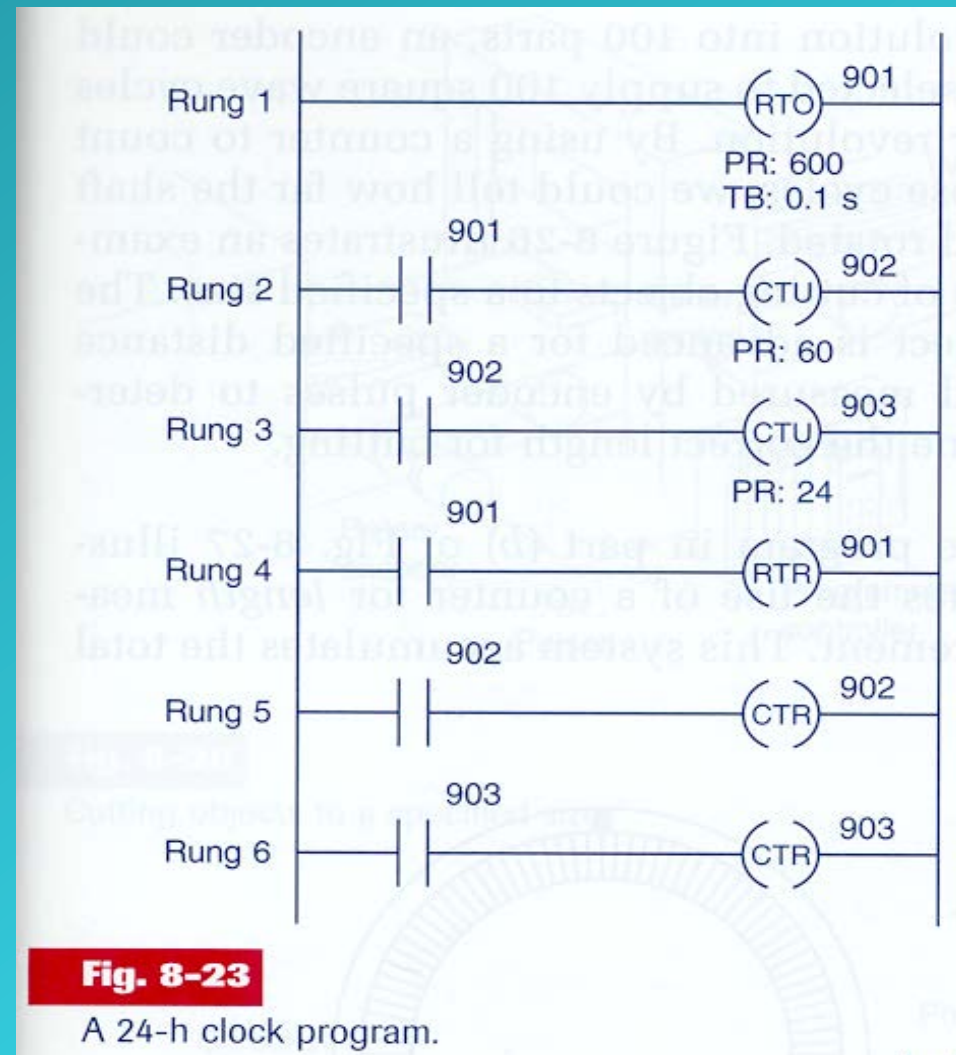 901
Rung 1 RTO
PR: 600
TB: 0.1 s
901
902
Rung 2 CTU
PR: 60
902
903
Rung 3 CTU
PR: 24
901
901
Rung 4 RTR
902
902
Rung 5 CTR
903
903
Rung 6 CTR
Fig. 8-23
A 24-h clock program.